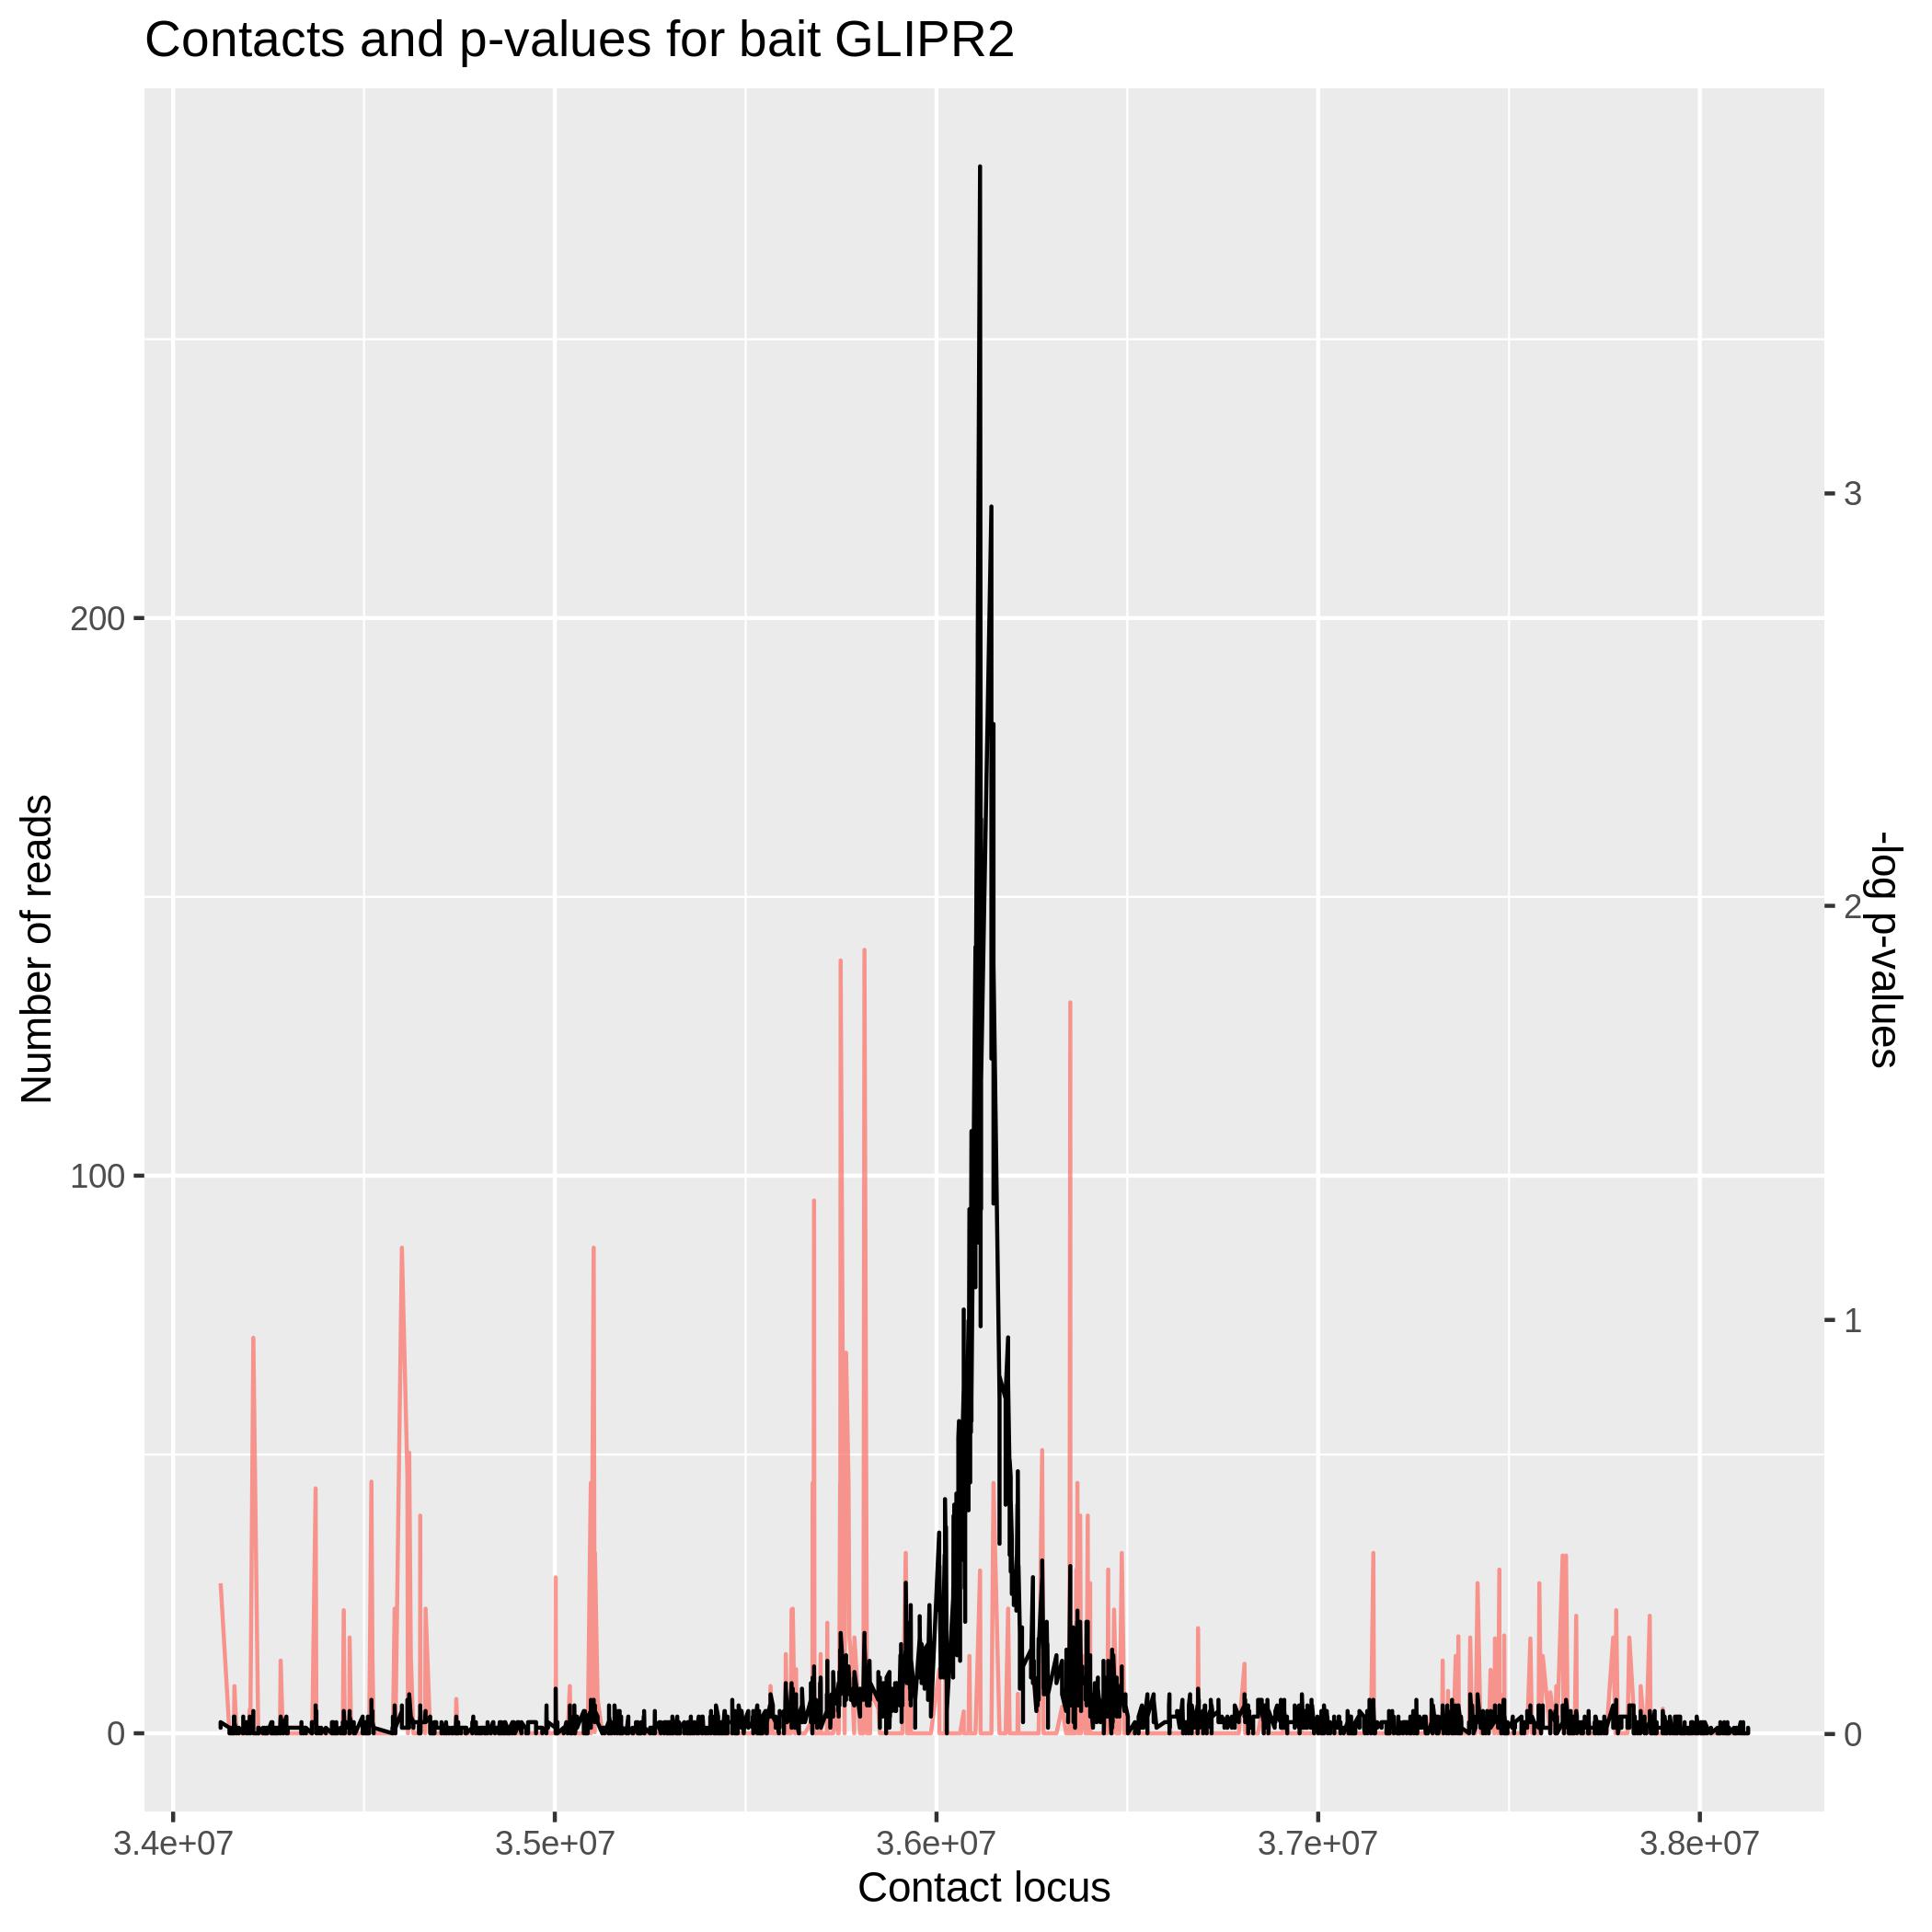 Contacts and p-values for bait GLIPR2
Number of reads
200
100
0
3
2
1
0
-log p-values
3.4e+07
3.5e+07
3.6e+07
3.7e+07
3.8e+07
Contact locus